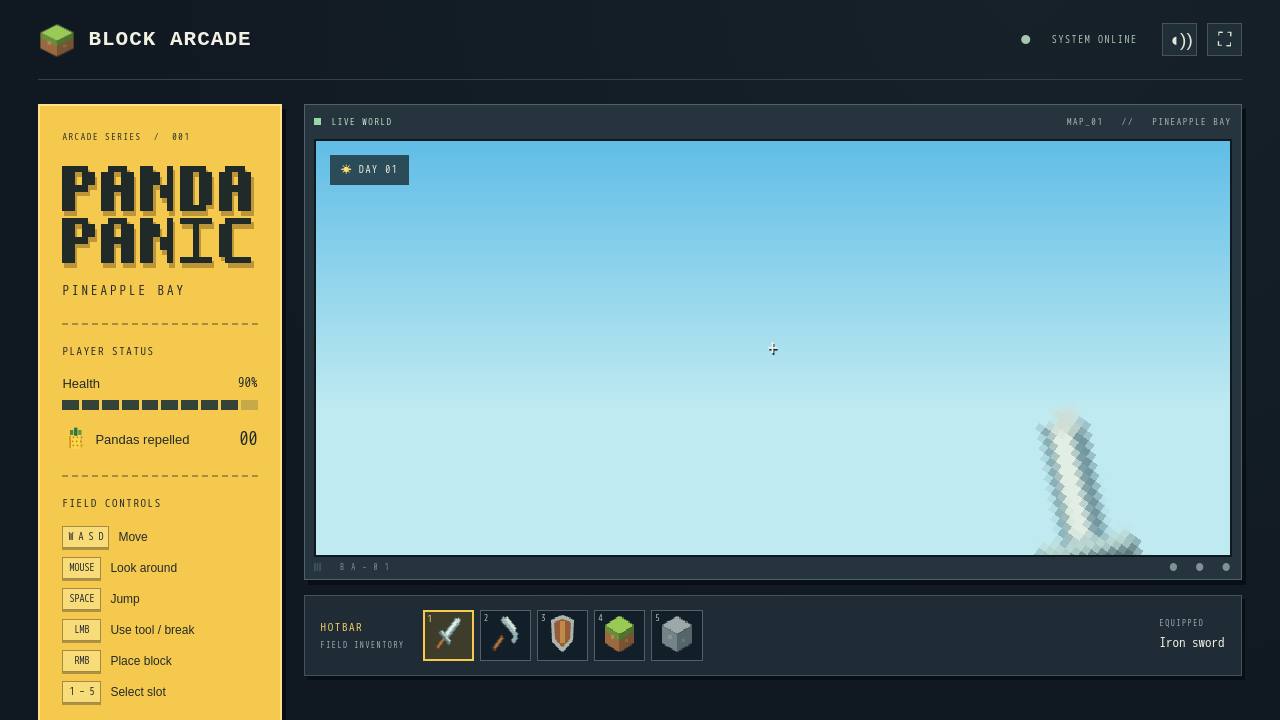 BLOCK ARCADE
SYSTEM ONLINE
ARCADE SERIES / 001
PANDA
PANIC
PINEAPPLE BAY
PLAYER STATUS
Health 90%
Pandas repelled 00
FIELD CONTROLS
W A S D Move
MOUSE Look around
SPACE Jump
LMB Use tool / break
RMB Place block
1 – 5 Select slot
LIVE WORLD
MAP_01 // PINEAPPLE BAY
DAY 01
BA-01
HOTBAR
FIELD INVENTORY
1 2 3 4 5
EQUIPPED
Iron sword